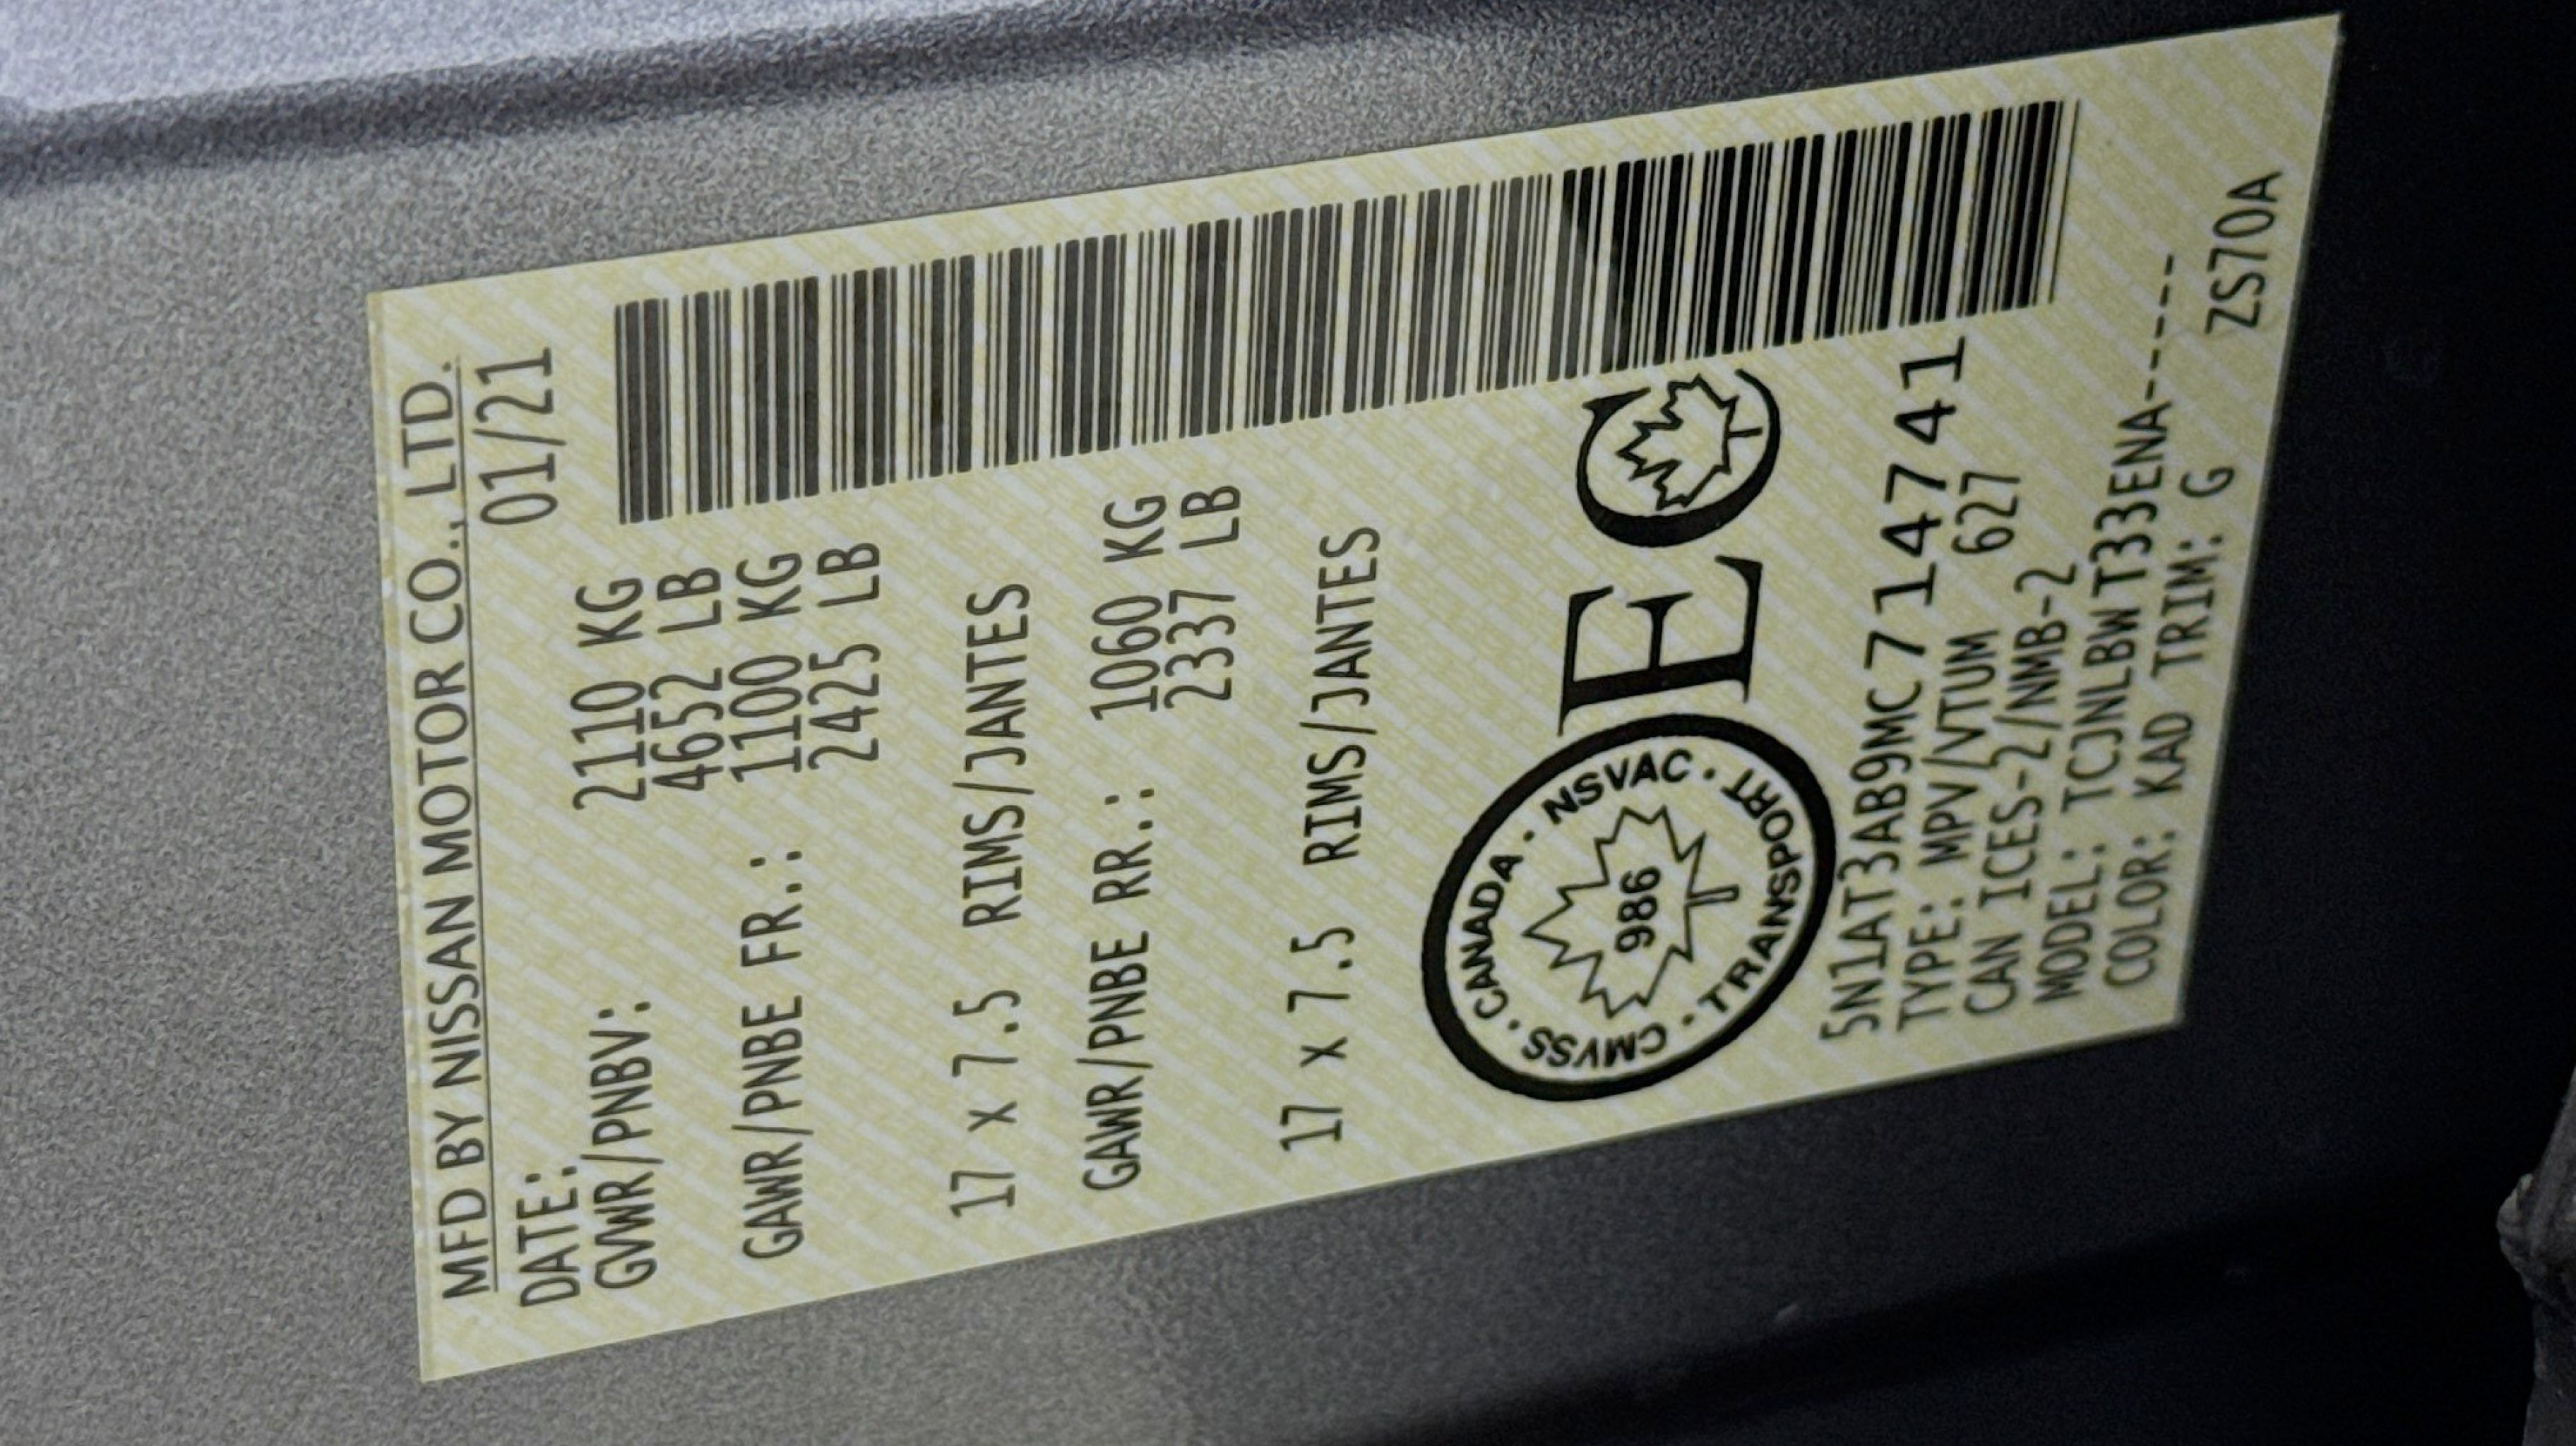 MFD BY NISSAN MOTOR CO., LTD.
DATE: 01/21
GVWR/PNBV: 2110 KG
4652 LB
GAWR/PNBE FR.: 1100 KG
2425 LB
17 x 7.5 RIMS/JANTES
GAWR/PNBE RR.: 1060 KG
2337 LB
17 x 7.5 RIMS/JANTES
CMVSS · CANADA · NSVAC · TRANSPORT · TRANSPORT
986
EC
5N1AT3AB9MC714741
TYPE: MPV/VTUM 627
CAN ICES-2/NMB-2
MODEL: TCJNLBWT33ENA-----
COLOR: KAD TRIM: G ZS70A